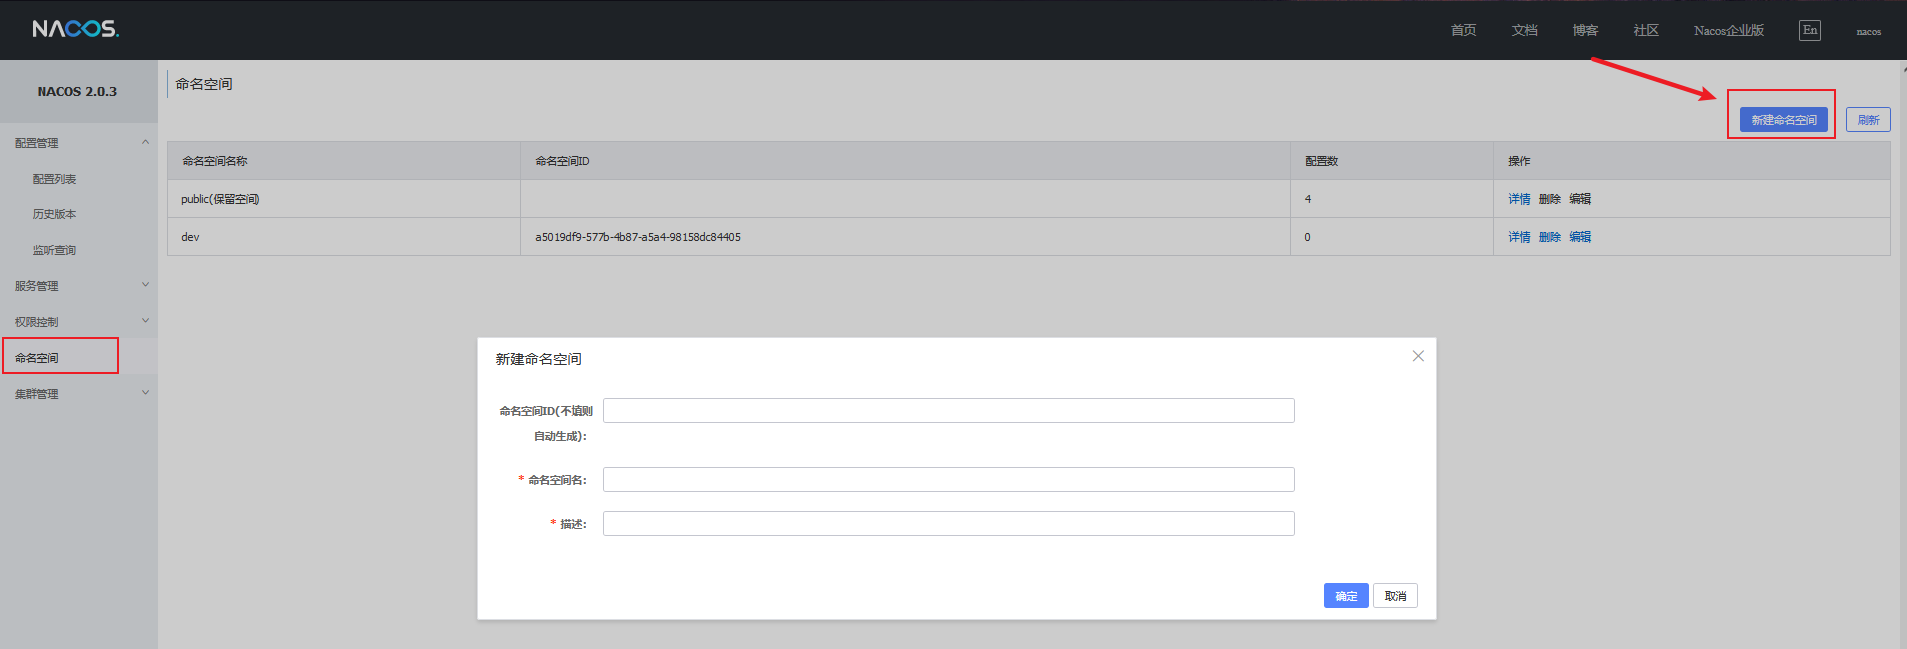 NACOS.
首页 文档 博客 社区 Nacos企业版 En nacos
NACOS 2.0.3
配置管理
配置列表
历史版本
监听查询
服务管理
权限控制
命名空间
集群管理
命名空间
新建命名空间 刷新
命名空间名称 命名空间ID 配置数 操作
public(保留空间) 4 详情 删除 编辑
dev a5019df9-577b-4b87-a5a4-98158dc84405 0 详情 删除 编辑
新建命名空间
命名空间ID(不填则
自动生成):
* 命名空间名:
* 描述:
确定 取消